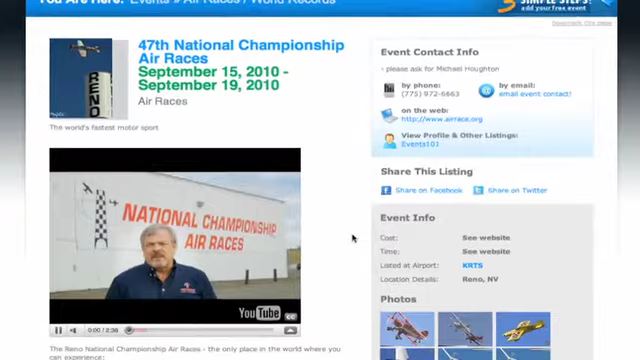 You Are Here: Events » Air Races / World Records
SIMPLE STEPS!
add your free event
47th National Championship
Air Races
September 15, 2010 -
September 19, 2010
Air Races
RENO
The world's fastest motor sport
NATIONAL CHAMPIONSHIP
AIR RACES
YouTube
CC
0:00 / 2:38
The Reno National Championship Air Races - the only place in the world where you
can experience:
Event Contact Info
- please ask for Michael Houghton
by phone:
(775) 972-6663
by email:
email event contact!
on the web:
http://www.airrace.org
View Profile & Other Listings:
Events101
Share This Listing
Share on Facebook
Share on Twitter
Event Info
Cost: See website
Time: See website
Listed at Airport: KRTS
Location Details: Reno, NV
Photos